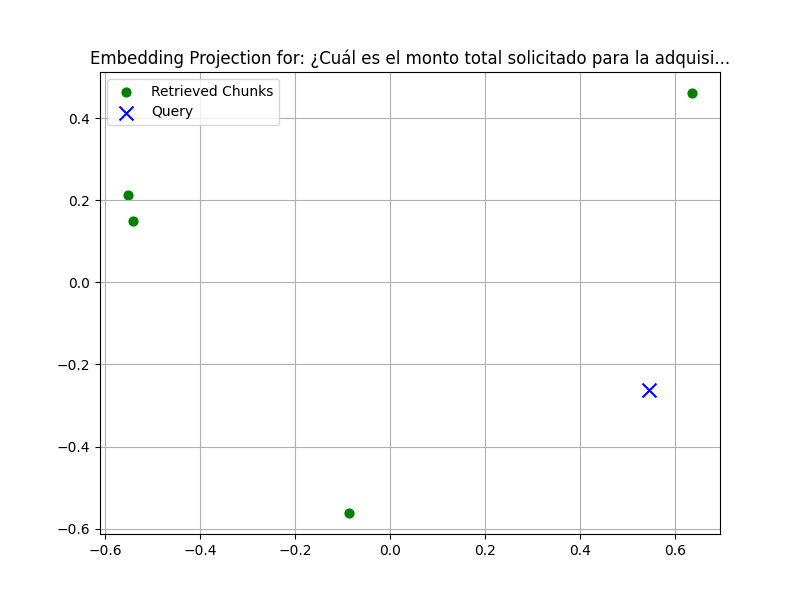 Embedding Projection for: ¿Cuál es el monto total solicitado para la adquisi...
Retrieved Chunks
Query
0.4
0.2
0.0
−0.2
−0.4
−0.6
−0.6 −0.4 −0.2 0.0 0.2 0.4 0.6